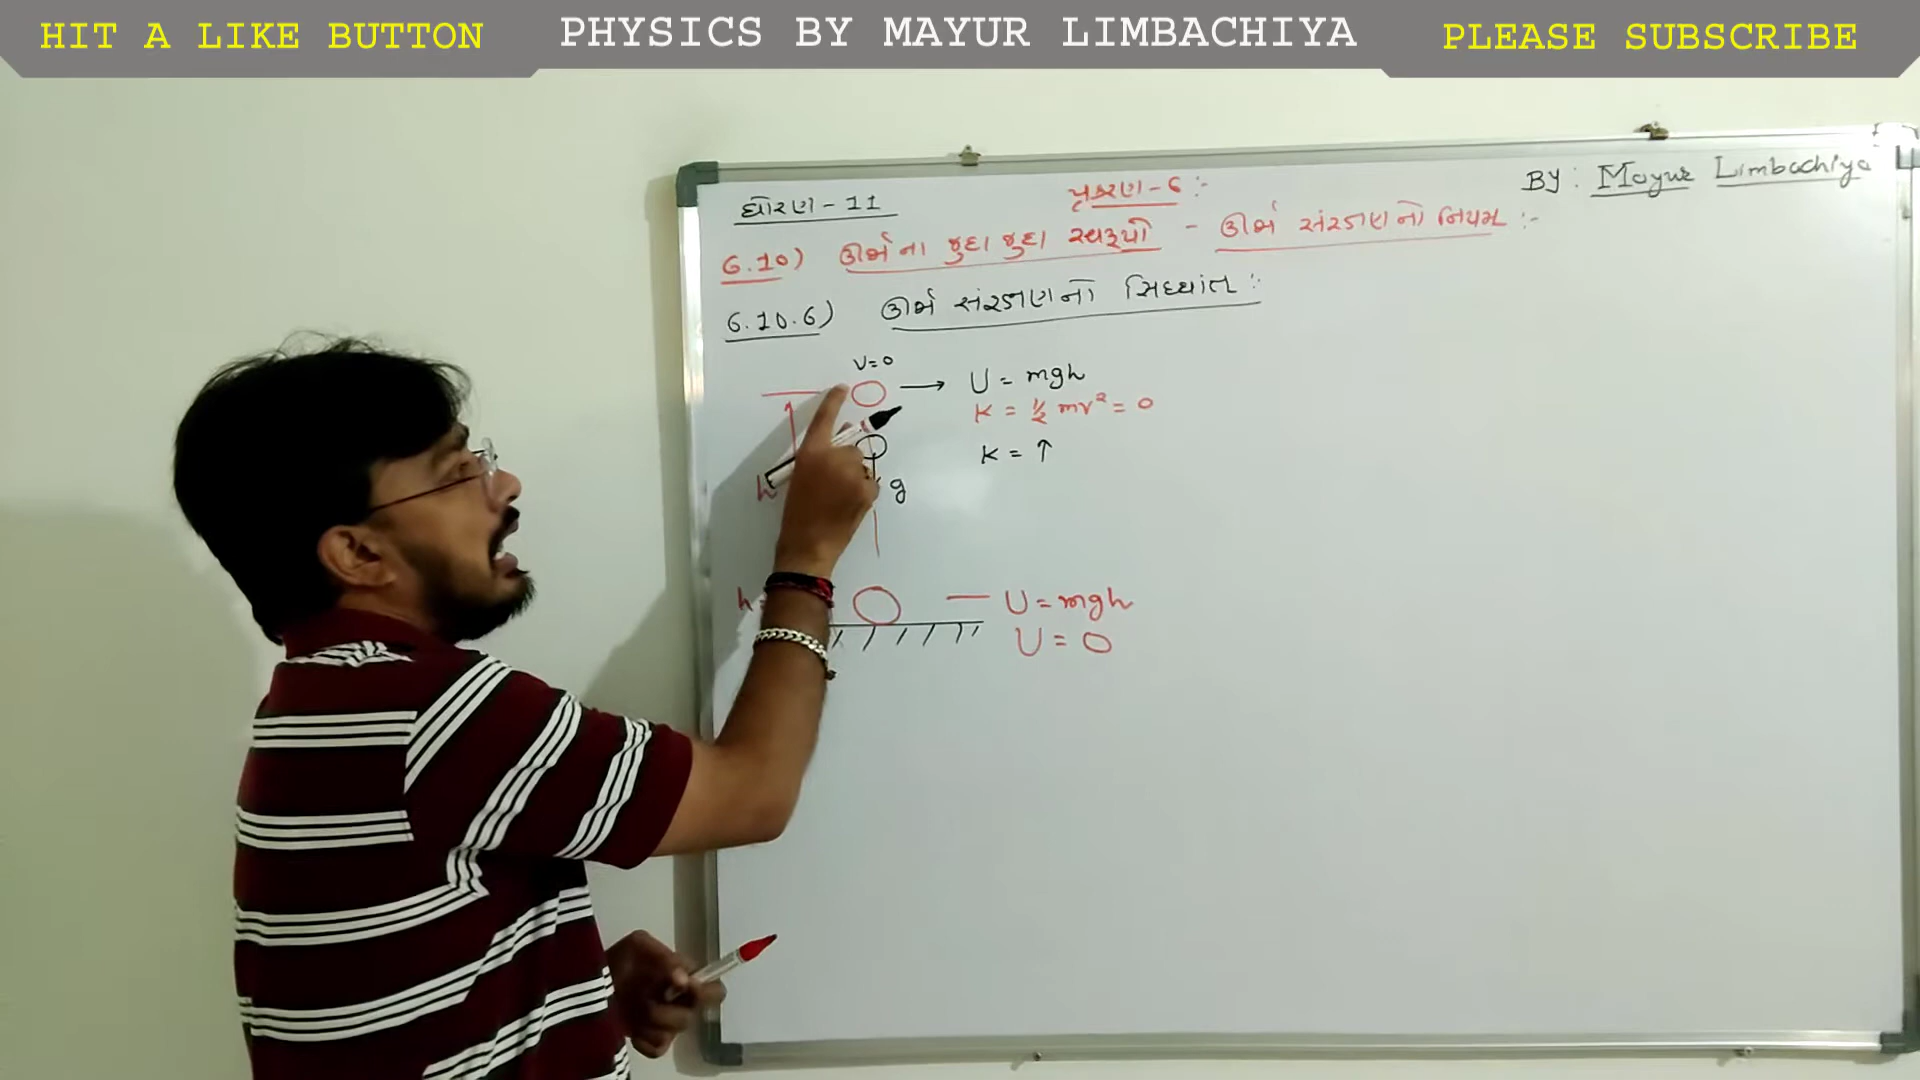 HIT A LIKE BUTTON
PHYSICS BY MAYUR LIMBACHIYA
PLEASE SUBSCRIBE
ધોરણ - 11
પ્રકરણ - 6 :-
BY : Mayur Limbachiya
6.10) ઊર્જાના જુદા જુદા સ્વરૂપો - ઊર્જા સંરક્ષણનો નિયમ :-
6.10.6) ઊર્જા સંરક્ષણનો સિધ્ધાંત :-
V=0
U = mgh
K = ½ mv² = 0
K = ↑
h
g
h
U = mgh
U = 0